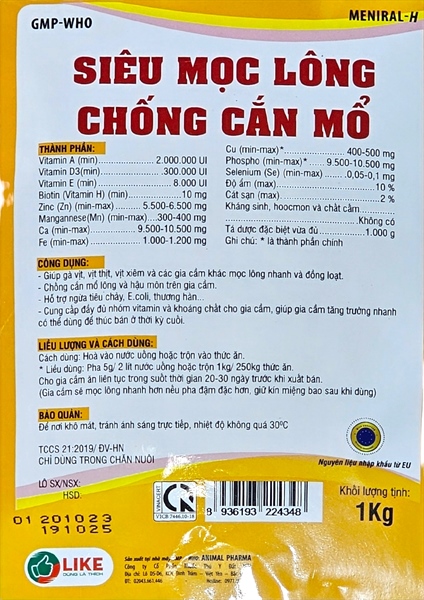 GMP-WHO
MENIRAL-H
SIÊU MỌC LÔNG
CHỐNG CẮN MỔ
THÀNH PHẦN:
Vitamin A (min)..................2.000.000 UI
Vitamin D3(min)..................300.000 UI
Vitamin E (min)..................8.000 UI
Biotin (Vitamin H) (min)..........10 mg
Zinc (Zn) (min-max)..........5.500-6.500 mg
Mangannese(Mn) (min-max)....300-400 mg
Ca (min-max)..................9.500-10.500 mg
Fe (min-max)..................1.000-1.200 mg
Cu (min-max)*..................400-500 mg
Phospho (min-max)*.......9.500-10.500 mg
Selenium (Se) (min-max)......0,05-0,1 mg
Độ ẩm (max)..................10 %
Cát sạn (max)..................2 %
Kháng sinh, hoocmon và chất cấm
..................Không có
Tá dược đặc biệt vừa đủ............1.000 g
Ghi chú: * là thành phần chính
CÔNG DỤNG:
- Giúp gà vịt, vịt thịt, vịt xiêm và các gia cầm khác mọc lông nhanh và đồng loạt.
- Chống cắn mổ lông và hậu môn trên gia cầm.
- Hỗ trợ ngừa tiêu chảy, E.coli, thương hàn...
- Cung cấp đầy đủ nhóm vitamin và khoáng chất cho gia cầm, giúp gia cầm tăng trưởng nhanh
có thể dùng để thúc bán ở thời kỳ cuối.
LIỀU LƯỢNG VÀ CÁCH DÙNG:
Cách dùng: Hoà vào nước uống hoặc trộn vào thức ăn.
* Liều dùng: Pha 5g/ 2 lit nước uống hoặc trộn 1kg/ 250kg thức ăn.
Cho gia cầm ăn liên tục trong suốt thời gian 20-30 ngày trước khi xuất bán.
(Gia cầm sẽ mọc lông nhanh hơn nếu pha đậm đặc hơn, giữ kín miệng bao sau khi dùng)
BẢO QUẢN:
Để nơi khô mát, tránh ánh sáng trực tiếp, nhiệt độ không quá 30°C
TCCS 21:2019/ ĐV-HN
CHỈ DÙNG TRONG CHĂN NUÔI
Nguyên liệu nhập khẩu từ EU
LÔ SX/NSX:
HSD:
01 201023
191025
VINACERT
8 936193 224348
Khối lượng tịnh:
1Kg
LIKE
DÙNG LÀ THÍCH
ANIMAL PHARMA